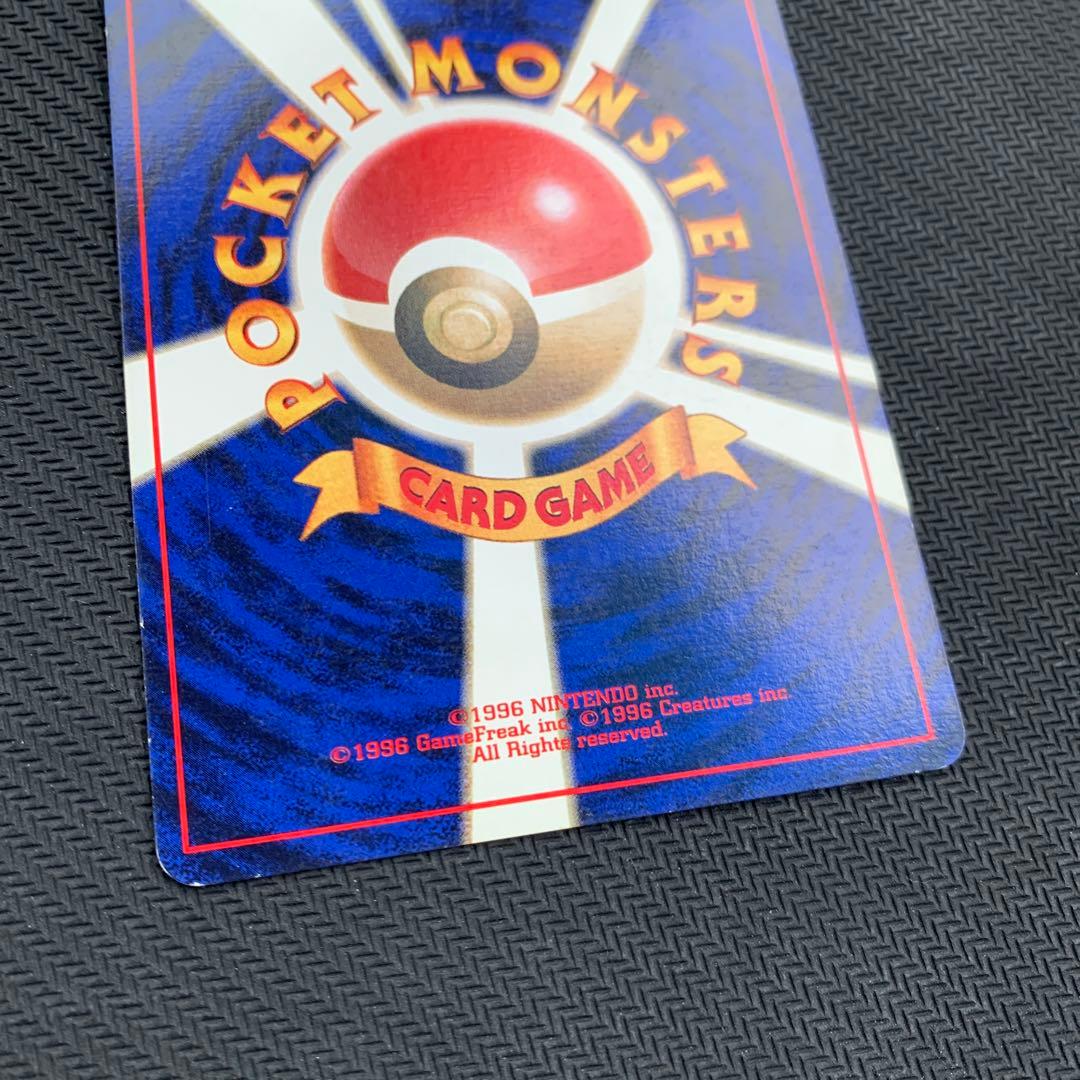 POCKET MONSTERS
CARD GAME
©1996 NINTENDO inc.
©1996 GameFreak inc. ©1996 Creatures inc.
All Rights reserved.